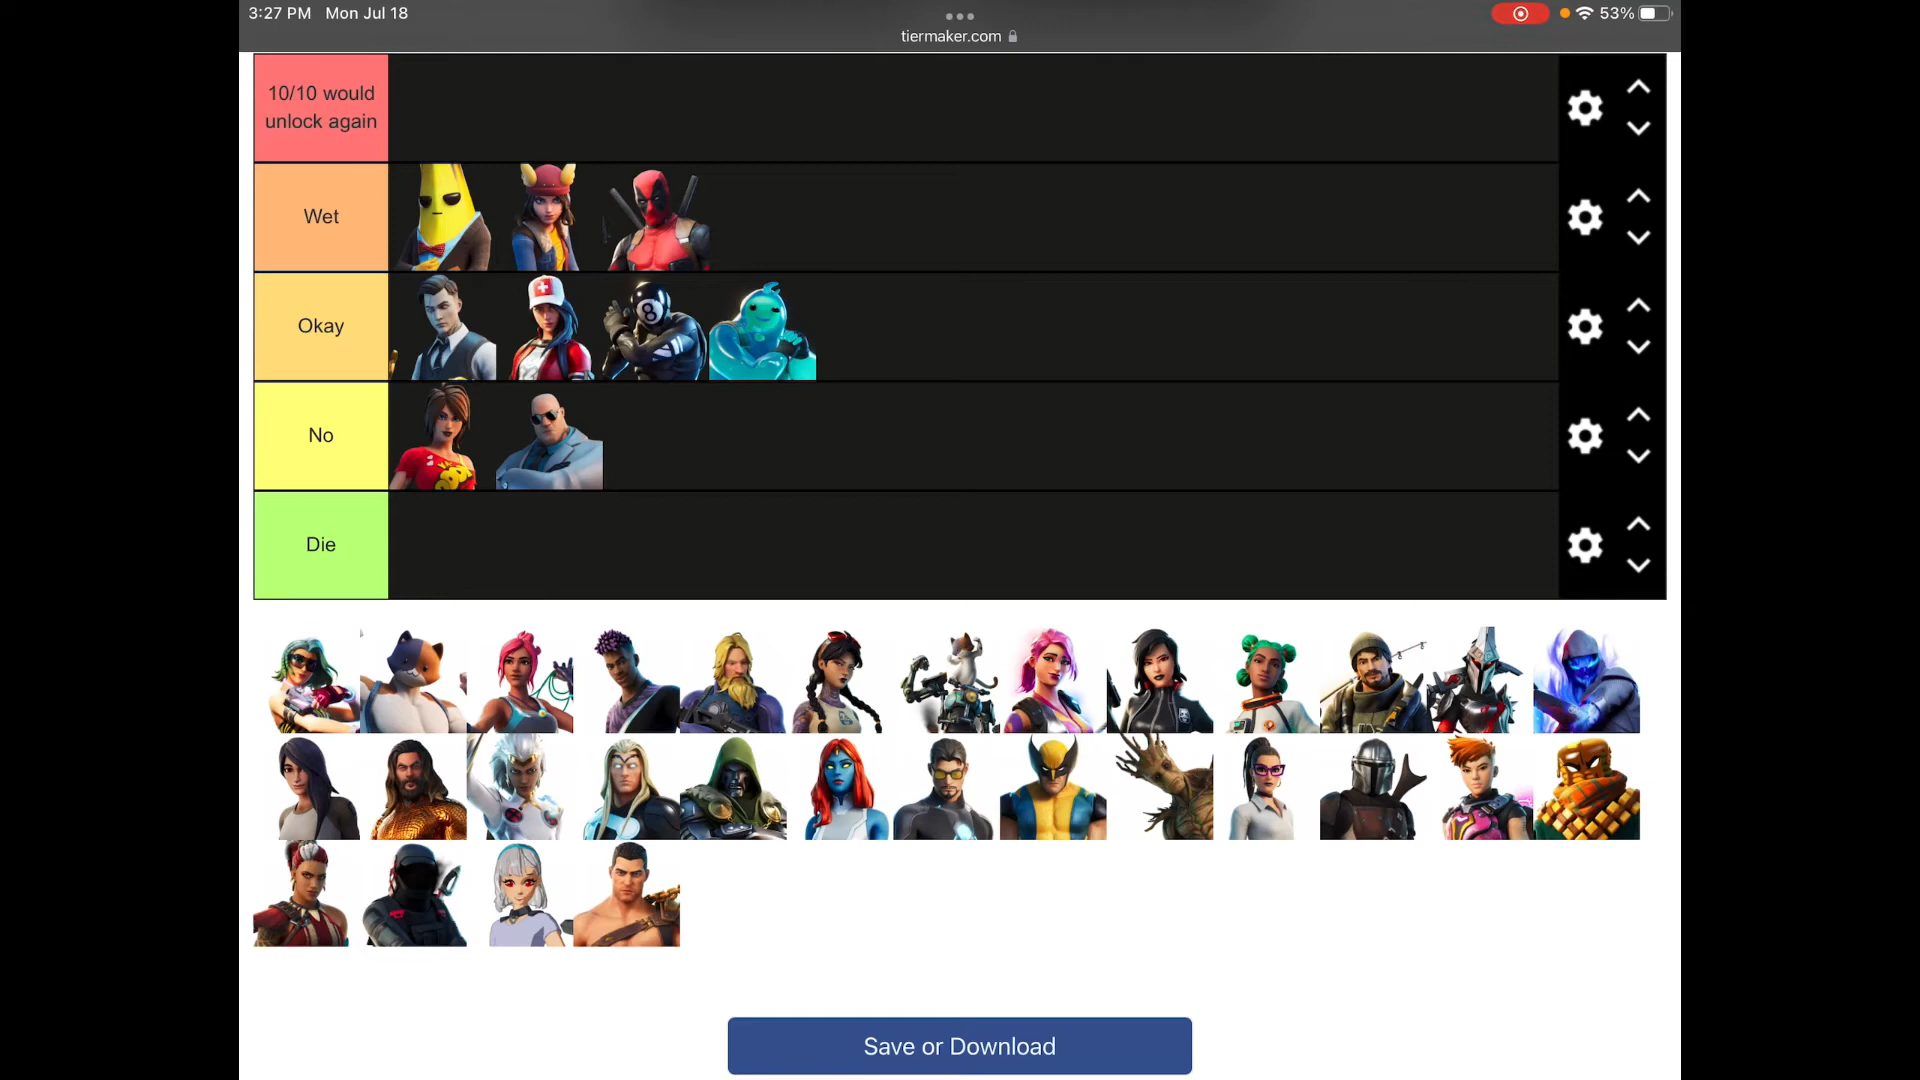 3:27 PM Mon Jul 18
53%
tiermaker.com
10/10 would
unlock again
Wet
8
Okay
No
Die
Save or Download